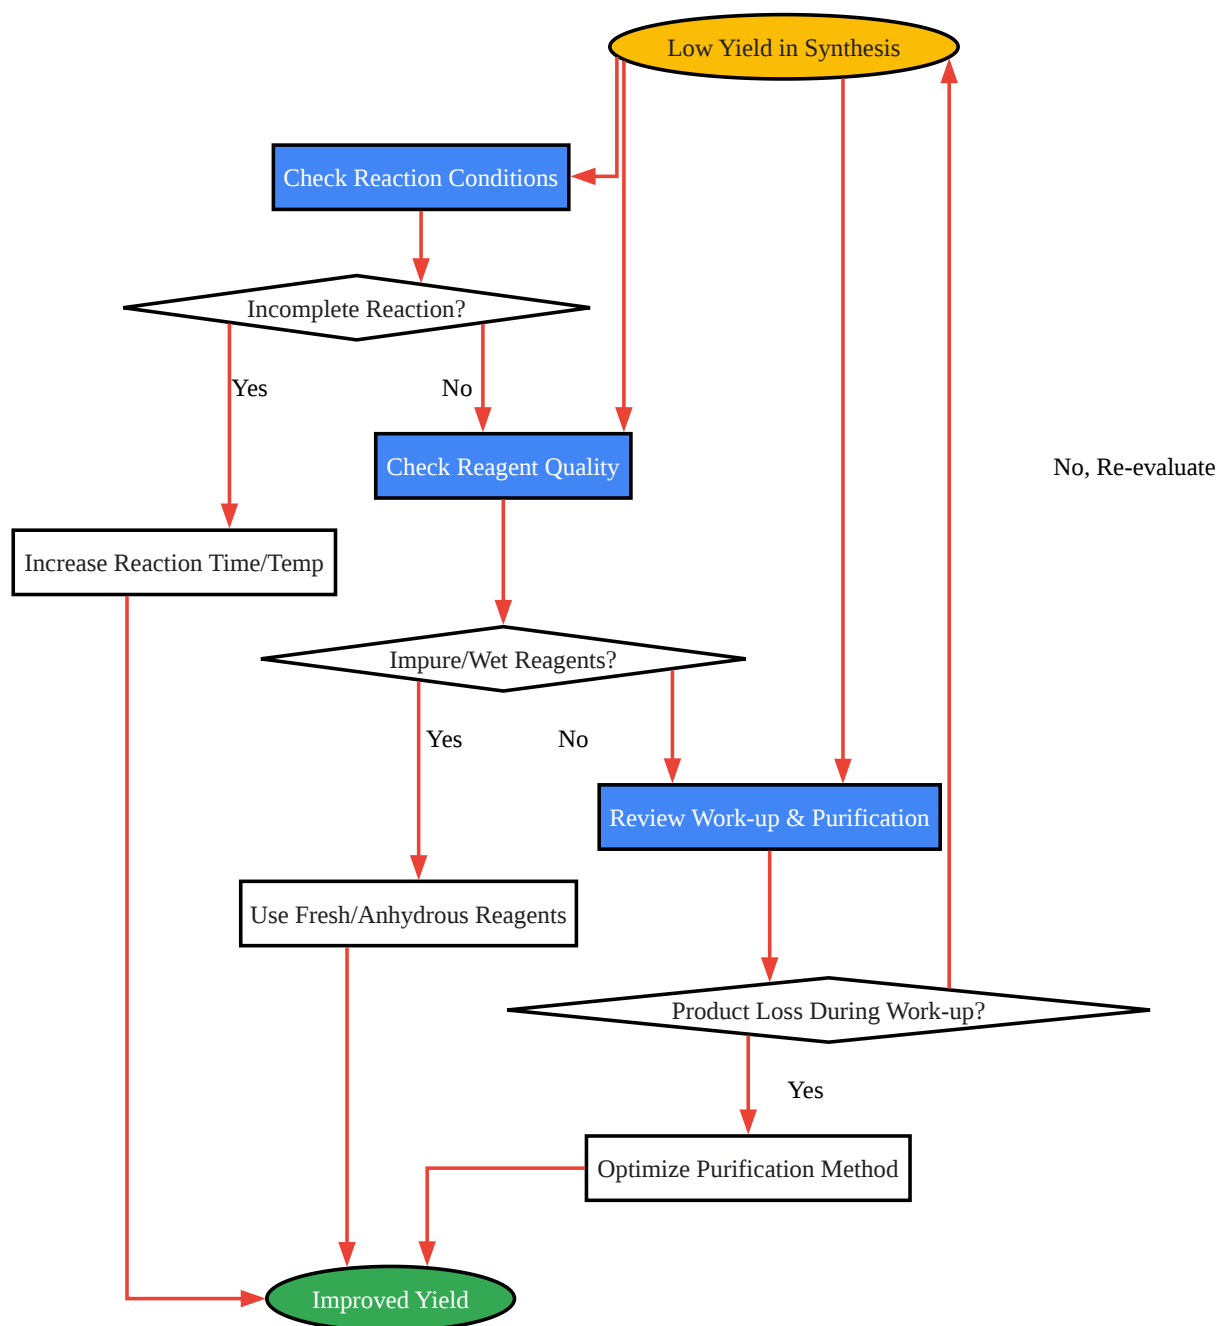 Low Yield in Synthesis
Check Reaction Conditions
Incomplete Reaction?
Yes
No
Check Reagent Quality
No, Re-evaluate
Increase Reaction Time/Temp
Impure/Wet Reagents?
Yes
No
Review Work-up & Purification
Use Fresh/Anhydrous Reagents
Product Loss During Work-up?
Yes
Optimize Purification Method
Improved Yield